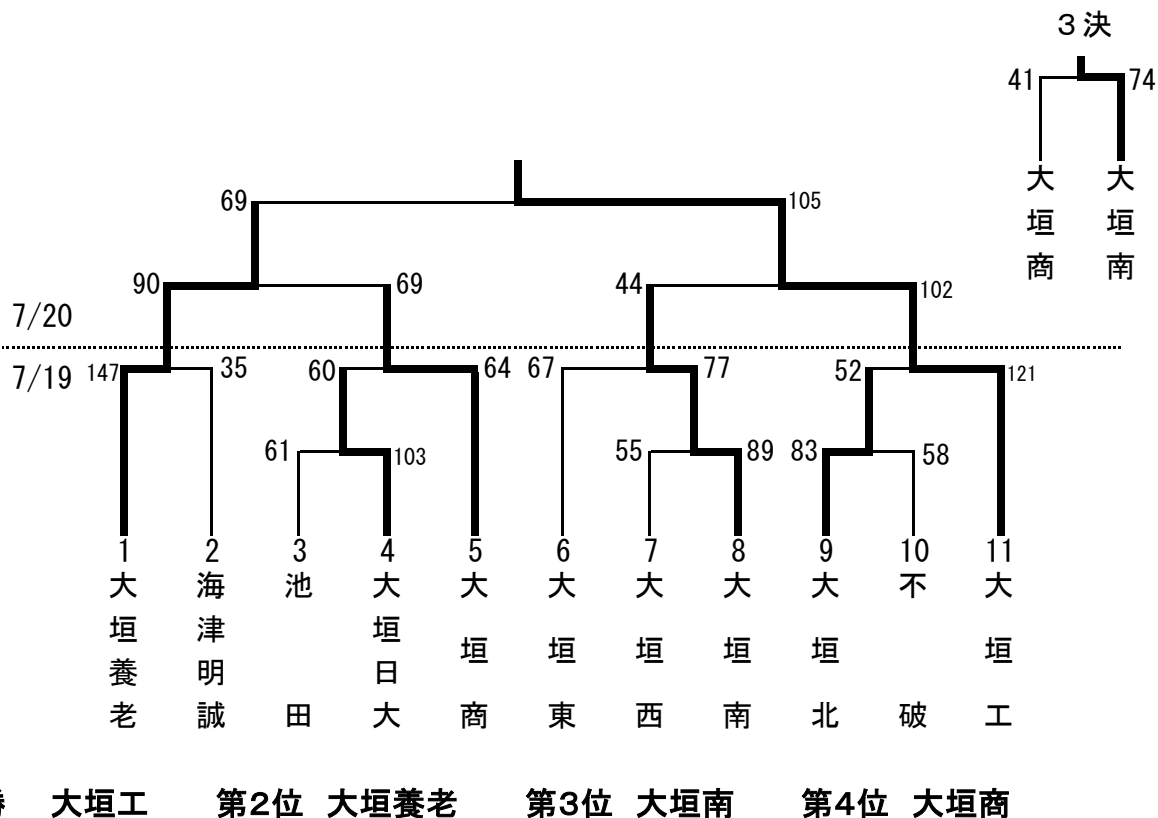 3決
41 74
大垣商 大垣南
69 105
90 69 44 102
7/20
7/19 147 35 60 64 67 77 52 121
61 103 55 89 83 58
1 2 3 4 5 6 7 8 9 10 11
大垣養老 海津明誠 池田 大垣日大 大垣商 大垣東 大垣西 大垣南 大垣北 不破 大垣工
大垣工 第2位 大垣養老 第3位 大垣南 第4位 大垣商